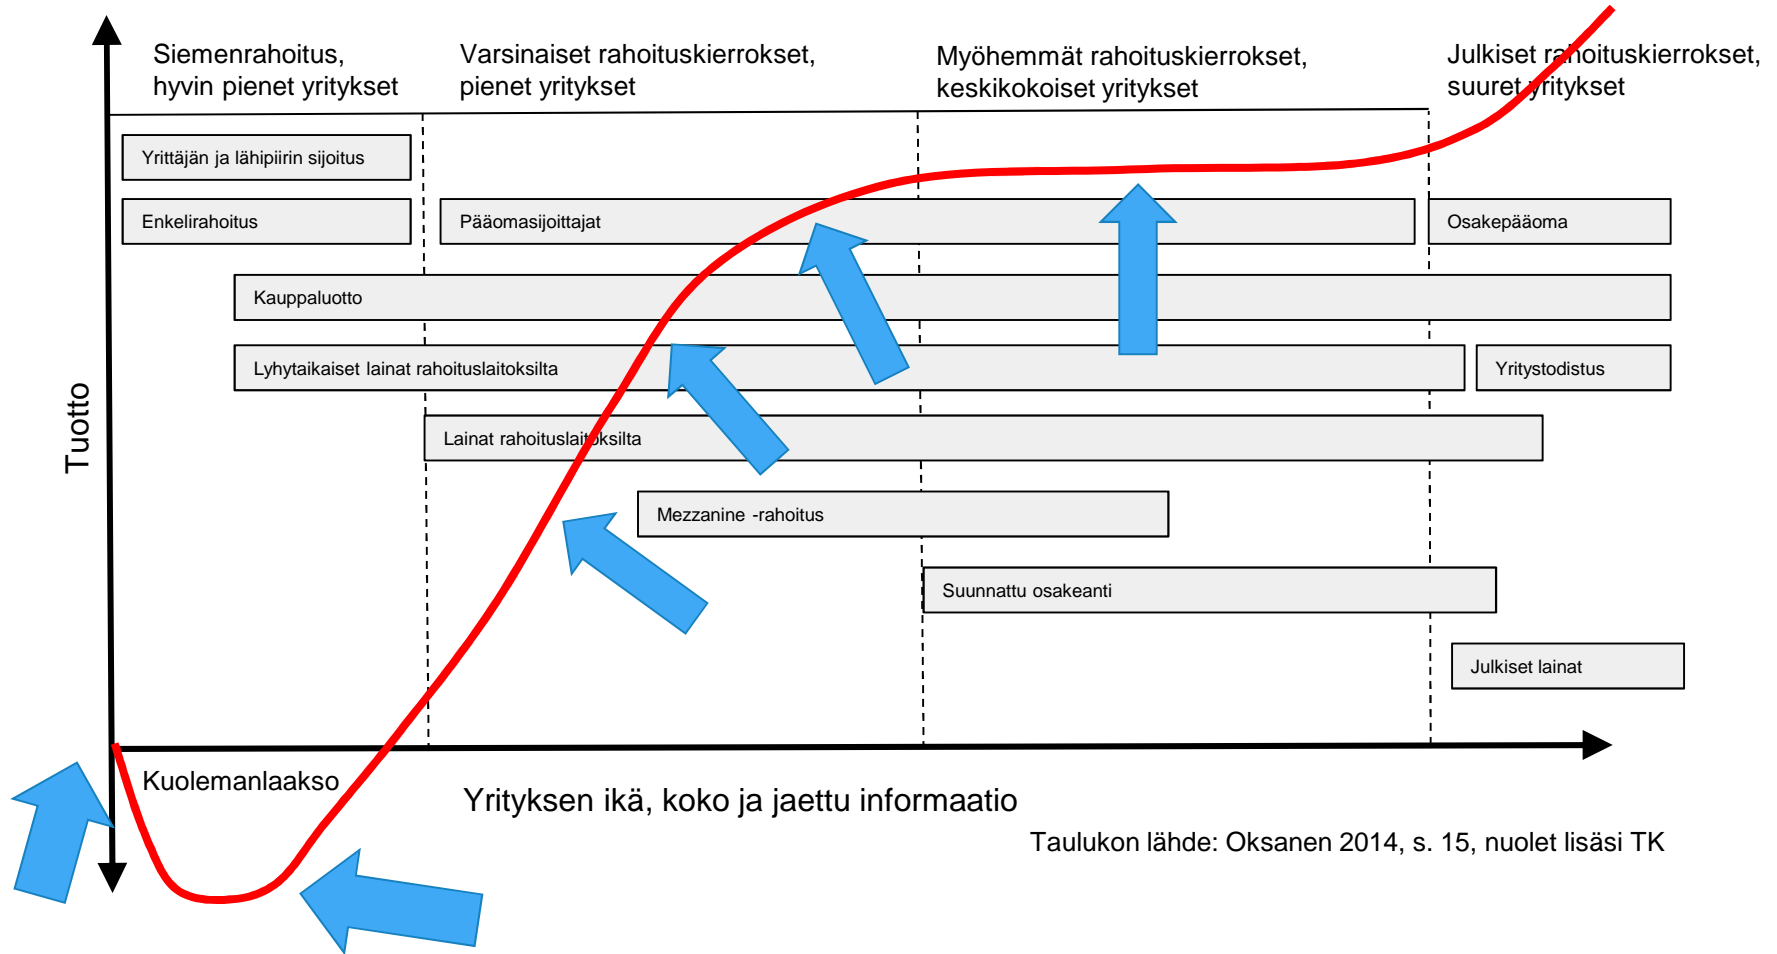 Siemenrahoitus,
hyvin pienet yritykset
Varsinaiset rahoituskierrokset,
pienet yritykset
Myöhemmät rahoituskierrokset,
keskikokoiset yritykset
Julkiset rahoituskierrokset,
suuret yritykset
Yrittäjän ja lähipiirin sijoitus
Enkelirahoitus
Pääomasijoittajat
Osakepääoma
Kauppaluotto
Lyhytaikaiset lainat rahoituslaitoksilta
Yritystodistus
Lainat rahoituslaitoksilta
Mezzanine -rahoitus
Suunnattu osakeanti
Julkiset lainat
Tuotto
Kuolemanlaakso
Yrityksen ikä, koko ja jaettu informaatio
Taulukon lähde: Oksanen 2014, s. 15, nuolet lisäsi TK